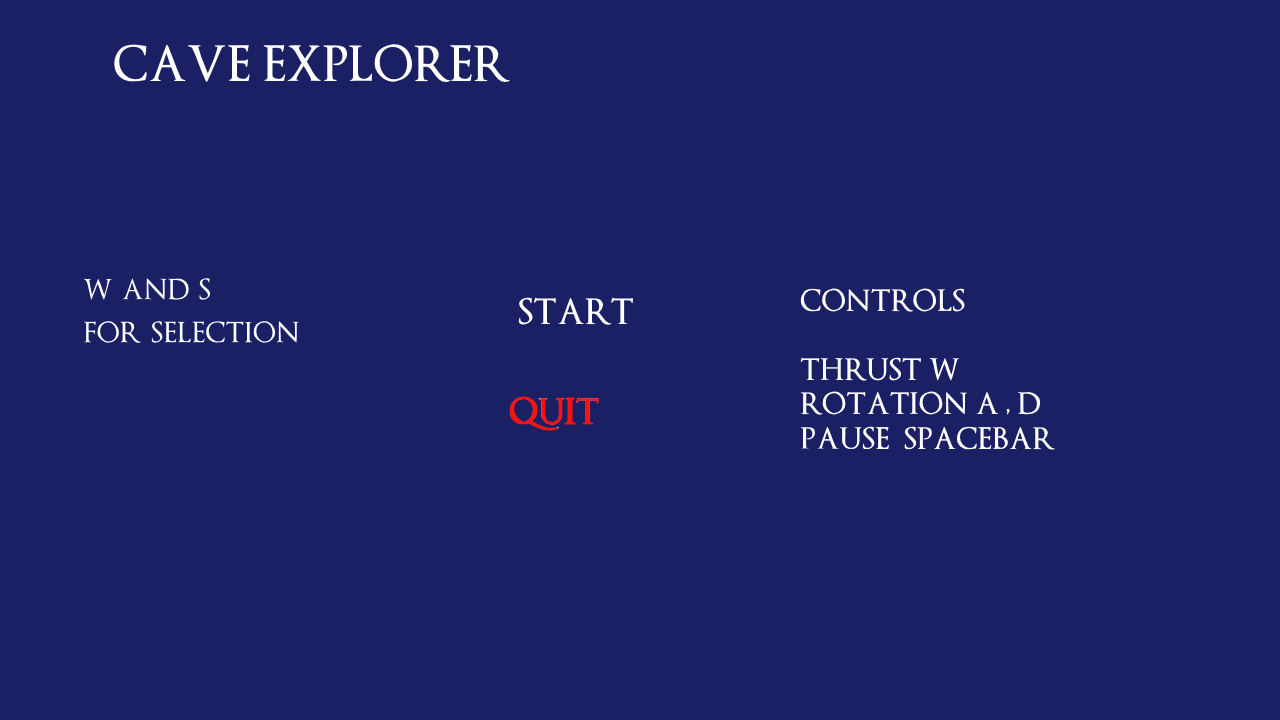 CAVE EXPLORER
W AND S
FOR SELECTION
START
QUIT
CONTROLS
THRUST W
ROTATION A , D
PAUSE SPACEBAR